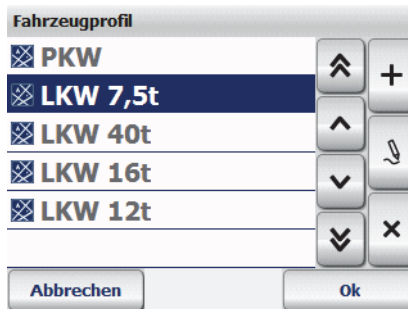 Fahrzeugprofil
PKW
LKW 7,5t
LKW 40t
LKW 16t
LKW 12t
Abbrechen
Ok